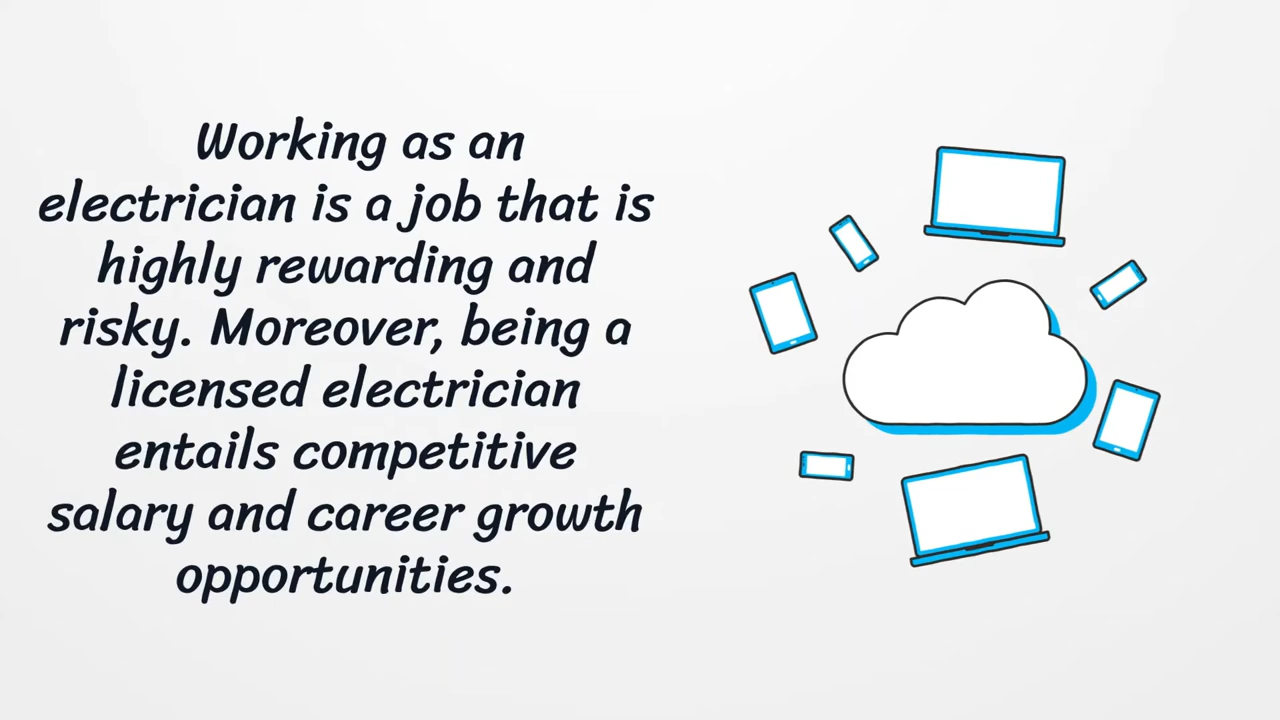 Working as an
electrician is a job that is
highly rewarding and
risky. Moreover, being a
licensed electrician
entails competitive
salary and career growth
opportunities.